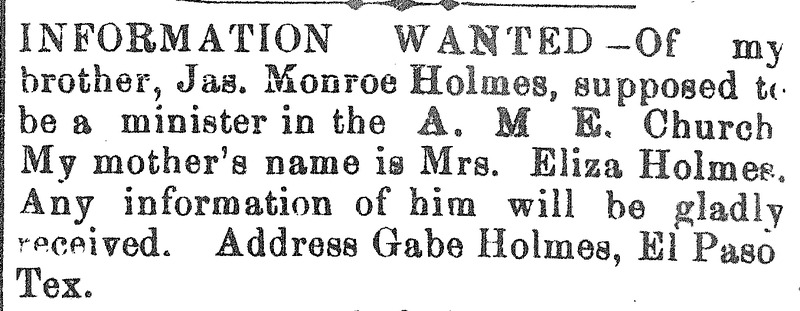 INFORMATION WANTED—Of my
brother, Jas. Monroe Holmes, supposed to
be a minister in the A. M E. Church
My mother's name is Mrs. Eliza Holmes.
Any information of him will be gladly
received. Address Gabe Holmes, El Paso
Tex.